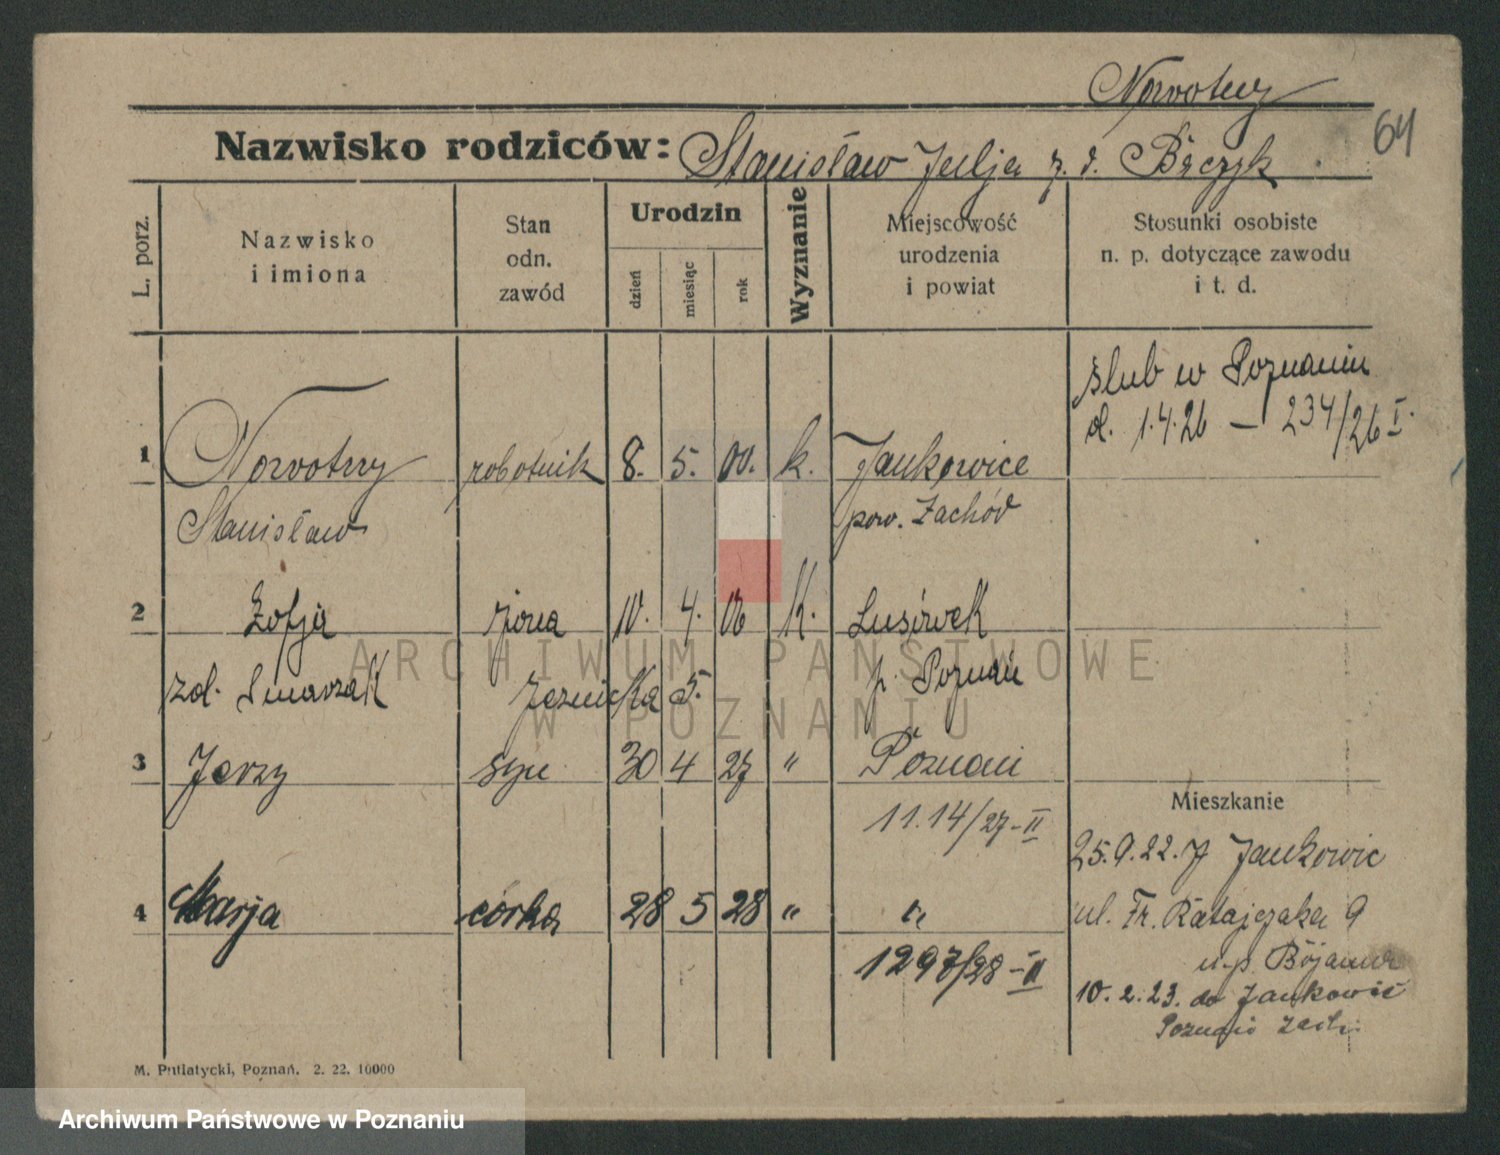 Nowotny
64
Nazwisko rodziców: Stanisław Julja z. d. Bączyk
L. porz.
Nazwisko
i imiona
Stan
odn.
zawód
Urodzin
dzień
miesiąc
rok
Wyznanie
Miejscowość
urodzenia
i powiat
Stosunki osobiste
n. p. dotyczące zawodu
i t. d.
ślub w Poznaniu
d. 1.4.26 — 234/26 I.
1 Nowotny robotnik 8. 5. 00. k. Jankowice
Stanisław pow. Zachód
2 Zofja żona 10. 4. 06 K. Lusówek
zd. Smarzak 5. p. Poznań
3 Jerzy syn 30 4 27 " Poznań
Mieszkanie
11.14/27-II
25.9.22. z Jankowic
4 Marja córka 28 5 28 " "
ul. Fr. Ratajczaka 9
u p.
1297/28-II
10.2.23. do Jankowic
Poznań Zach.
M. Putiatycki, Poznań. 2. 22. 10000
ARCHIWUM PAŃSTWOWE
W POZNANIU
Archiwum Państwowe w Poznaniu